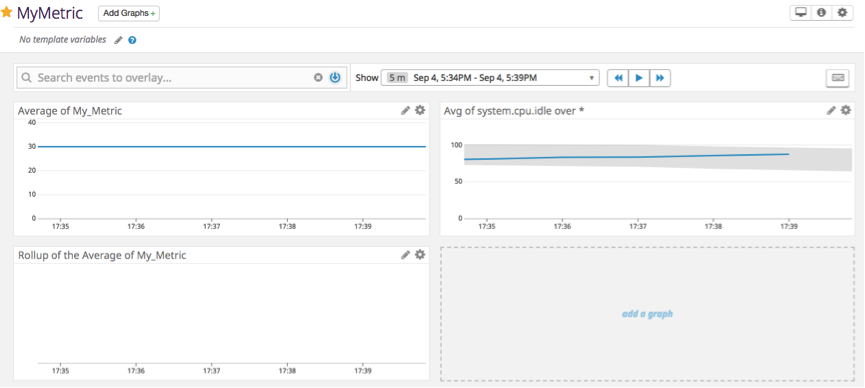 MyMetric Add Graphs +
No template variables
Search events to overlay...
Show 5 m Sep 4, 5:34PM - Sep 4, 5:39PM
Average of My_Metric
40
30
20
10
0
17:35 17:36 17:37 17:38 17:39
Avg of system.cpu.idle over *
100
50
0
17:35 17:36 17:37 17:38 17:39
Rollup of the Average of My_Metric
17:35 17:36 17:37 17:38 17:39
add a graph